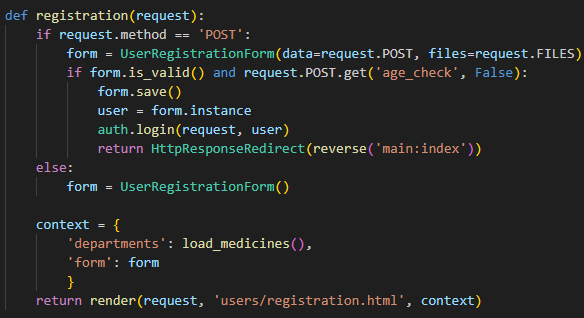 def registration(request):
    if request.method == 'POST':
        form = UserRegistrationForm(data=request.POST, files=request.FILES)
        if form.is_valid() and request.POST.get('age_check', False):
            form.save()
            user = form.instance
            auth.login(request, user)
            return HttpResponseRedirect(reverse('main:index'))
    else:
        form = UserRegistrationForm()

    context = {
        'departments': load_medicines(),
        'form': form
        }
    return render(request, 'users/registration.html', context)